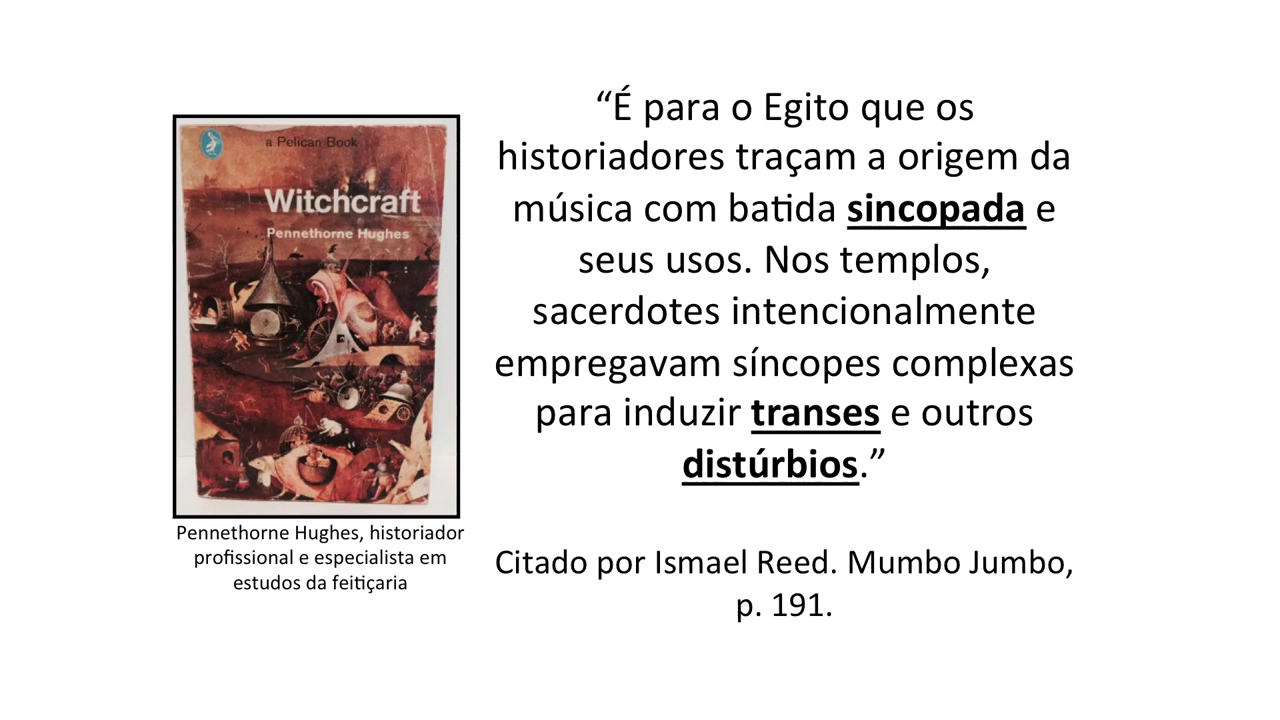 a Pelican Book
Witchcraft
Pennethorne Hughes
Pennethorne Hughes, historiador
profissional e especialista em
estudos da feitiçaria
“É para o Egito que os
historiadores traçam a origem da
música com batida sincopada e
seus usos. Nos templos,
sacerdotes intencionalmente
empregavam síncopes complexas
para induzir transes e outros
distúrbios.”
Citado por Ismael Reed. Mumbo Jumbo,
p. 191.